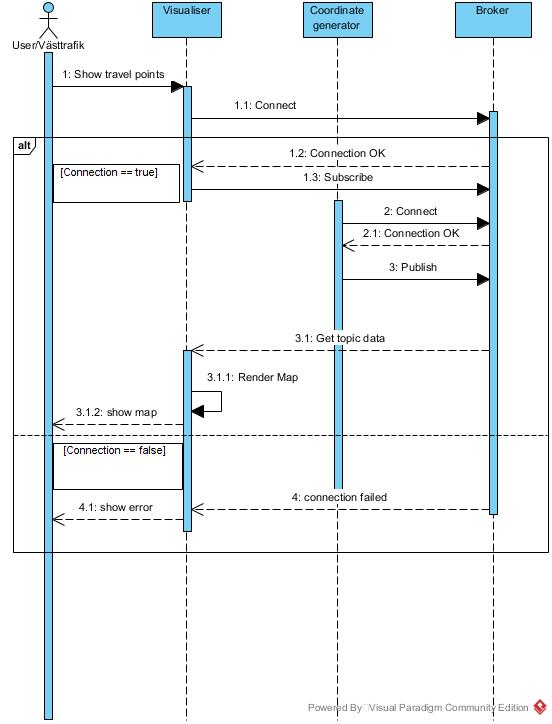 Visualiser
Coordinate
generator
Broker
User/Västtrafik
1: Show travel points
1.1: Connect
alt
1.2: Connection OK
[Connection == true]
1.3: Subscribe
2: Connect
2.1: Connection OK
3: Publish
3.1: Get topic data
3.1.1: Render Map
3.1.2: show map
[Connection == false]
4: connection failed
4.1: show error
Powered By Visual Paradigm Community Edition